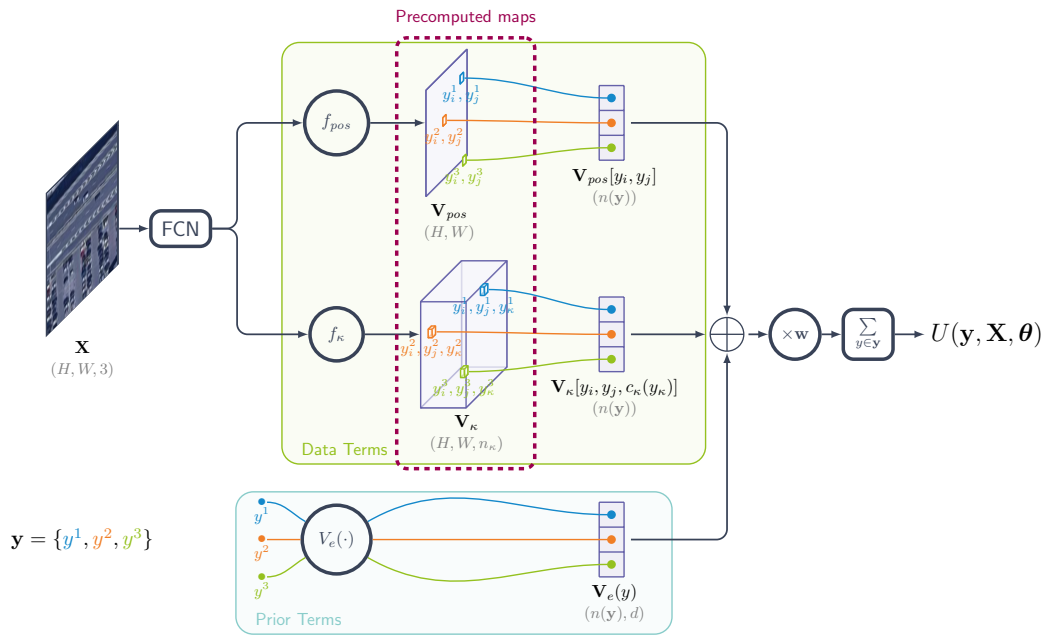 Precomputed maps
f_pos
y_i^1, y_j^1
y_i^2, y_j^2
y_i^3, y_j^3
V_pos[y_i, y_j]
(n(y))
V_pos
(H, W)
FCN
X
(H, W, 3)
f_κ
y_i^1, y_j^1, y_κ^1
y_i^2, y_j^2, y_κ^2
y_i^3, y_j^3, y_κ^3
×w
∑
y∈y
U(y, X, θ)
V_κ[y_i, y_j, c_κ(y_κ)]
(n(y))
V_κ
(H, W, n_κ)
Data Terms
y = {y^1, y^2, y^3}
y^1
y^2
y^3
V_e(·)
V_e(y)
(n(y), d)
Prior Terms